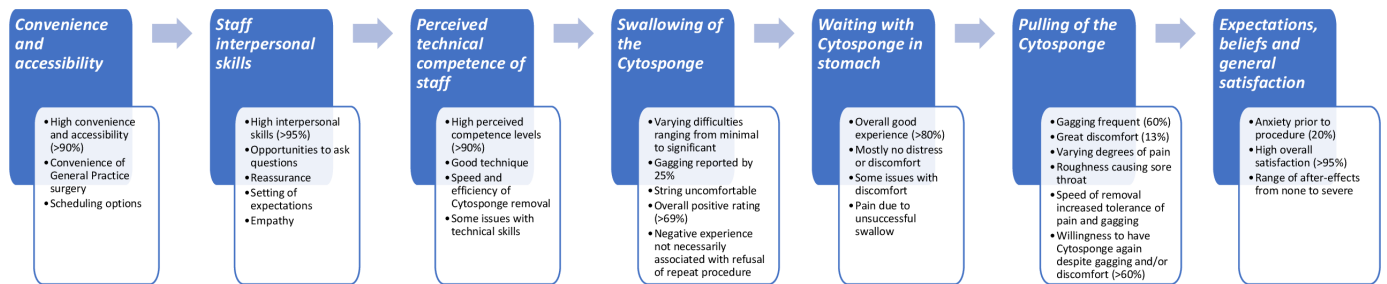 Convenience
and
accessibility
• High convenience
and accessibility
(>90%)
• Convenience of
General Practice
surgery
• Scheduling options
Staff
interpersonal
skills
• High interpersonal
skills (>95%)
• Opportunities to ask
questions
• Reassurance
• Setting of
expectations
• Empathy
Perceived
technical
competence of
staff
• High perceived
competence levels
(>90%)
• Good technique
• Speed and
efficiency of
Cytosponge removal
• Some issues with
technical skills
Swallowing of
the
Cytosponge
• Varying difficulties
ranging from minimal
to significant
• Gagging reported by
25%
• String uncomfortable
• Overall positive rating
(>69%)
• Negative experience
not necessarily
associated with refusal
of repeat procedure
Waiting with
Cytosponge in
stomach
• Overall good
experience (>80%)
• Mostly no distress
or discomfort
• Some issues with
discomfort
• Pain due to
unsuccessful
swallow
Pulling of the
Cytosponge
• Gagging frequent (60%)
• Great discomfort (13%)
• Varying degrees of pain
• Roughness causing sore
throat
• Speed of removal
increased tolerance of
pain and gagging
• Willingness to have
Cytosponge again
despite gagging and/or
discomfort (>60%)
Expectations,
beliefs and
general
satisfaction
• Anxiety prior to
procedure (20%)
• High overall
satisfaction (>95%)
• Range of after-effects
from none to severe